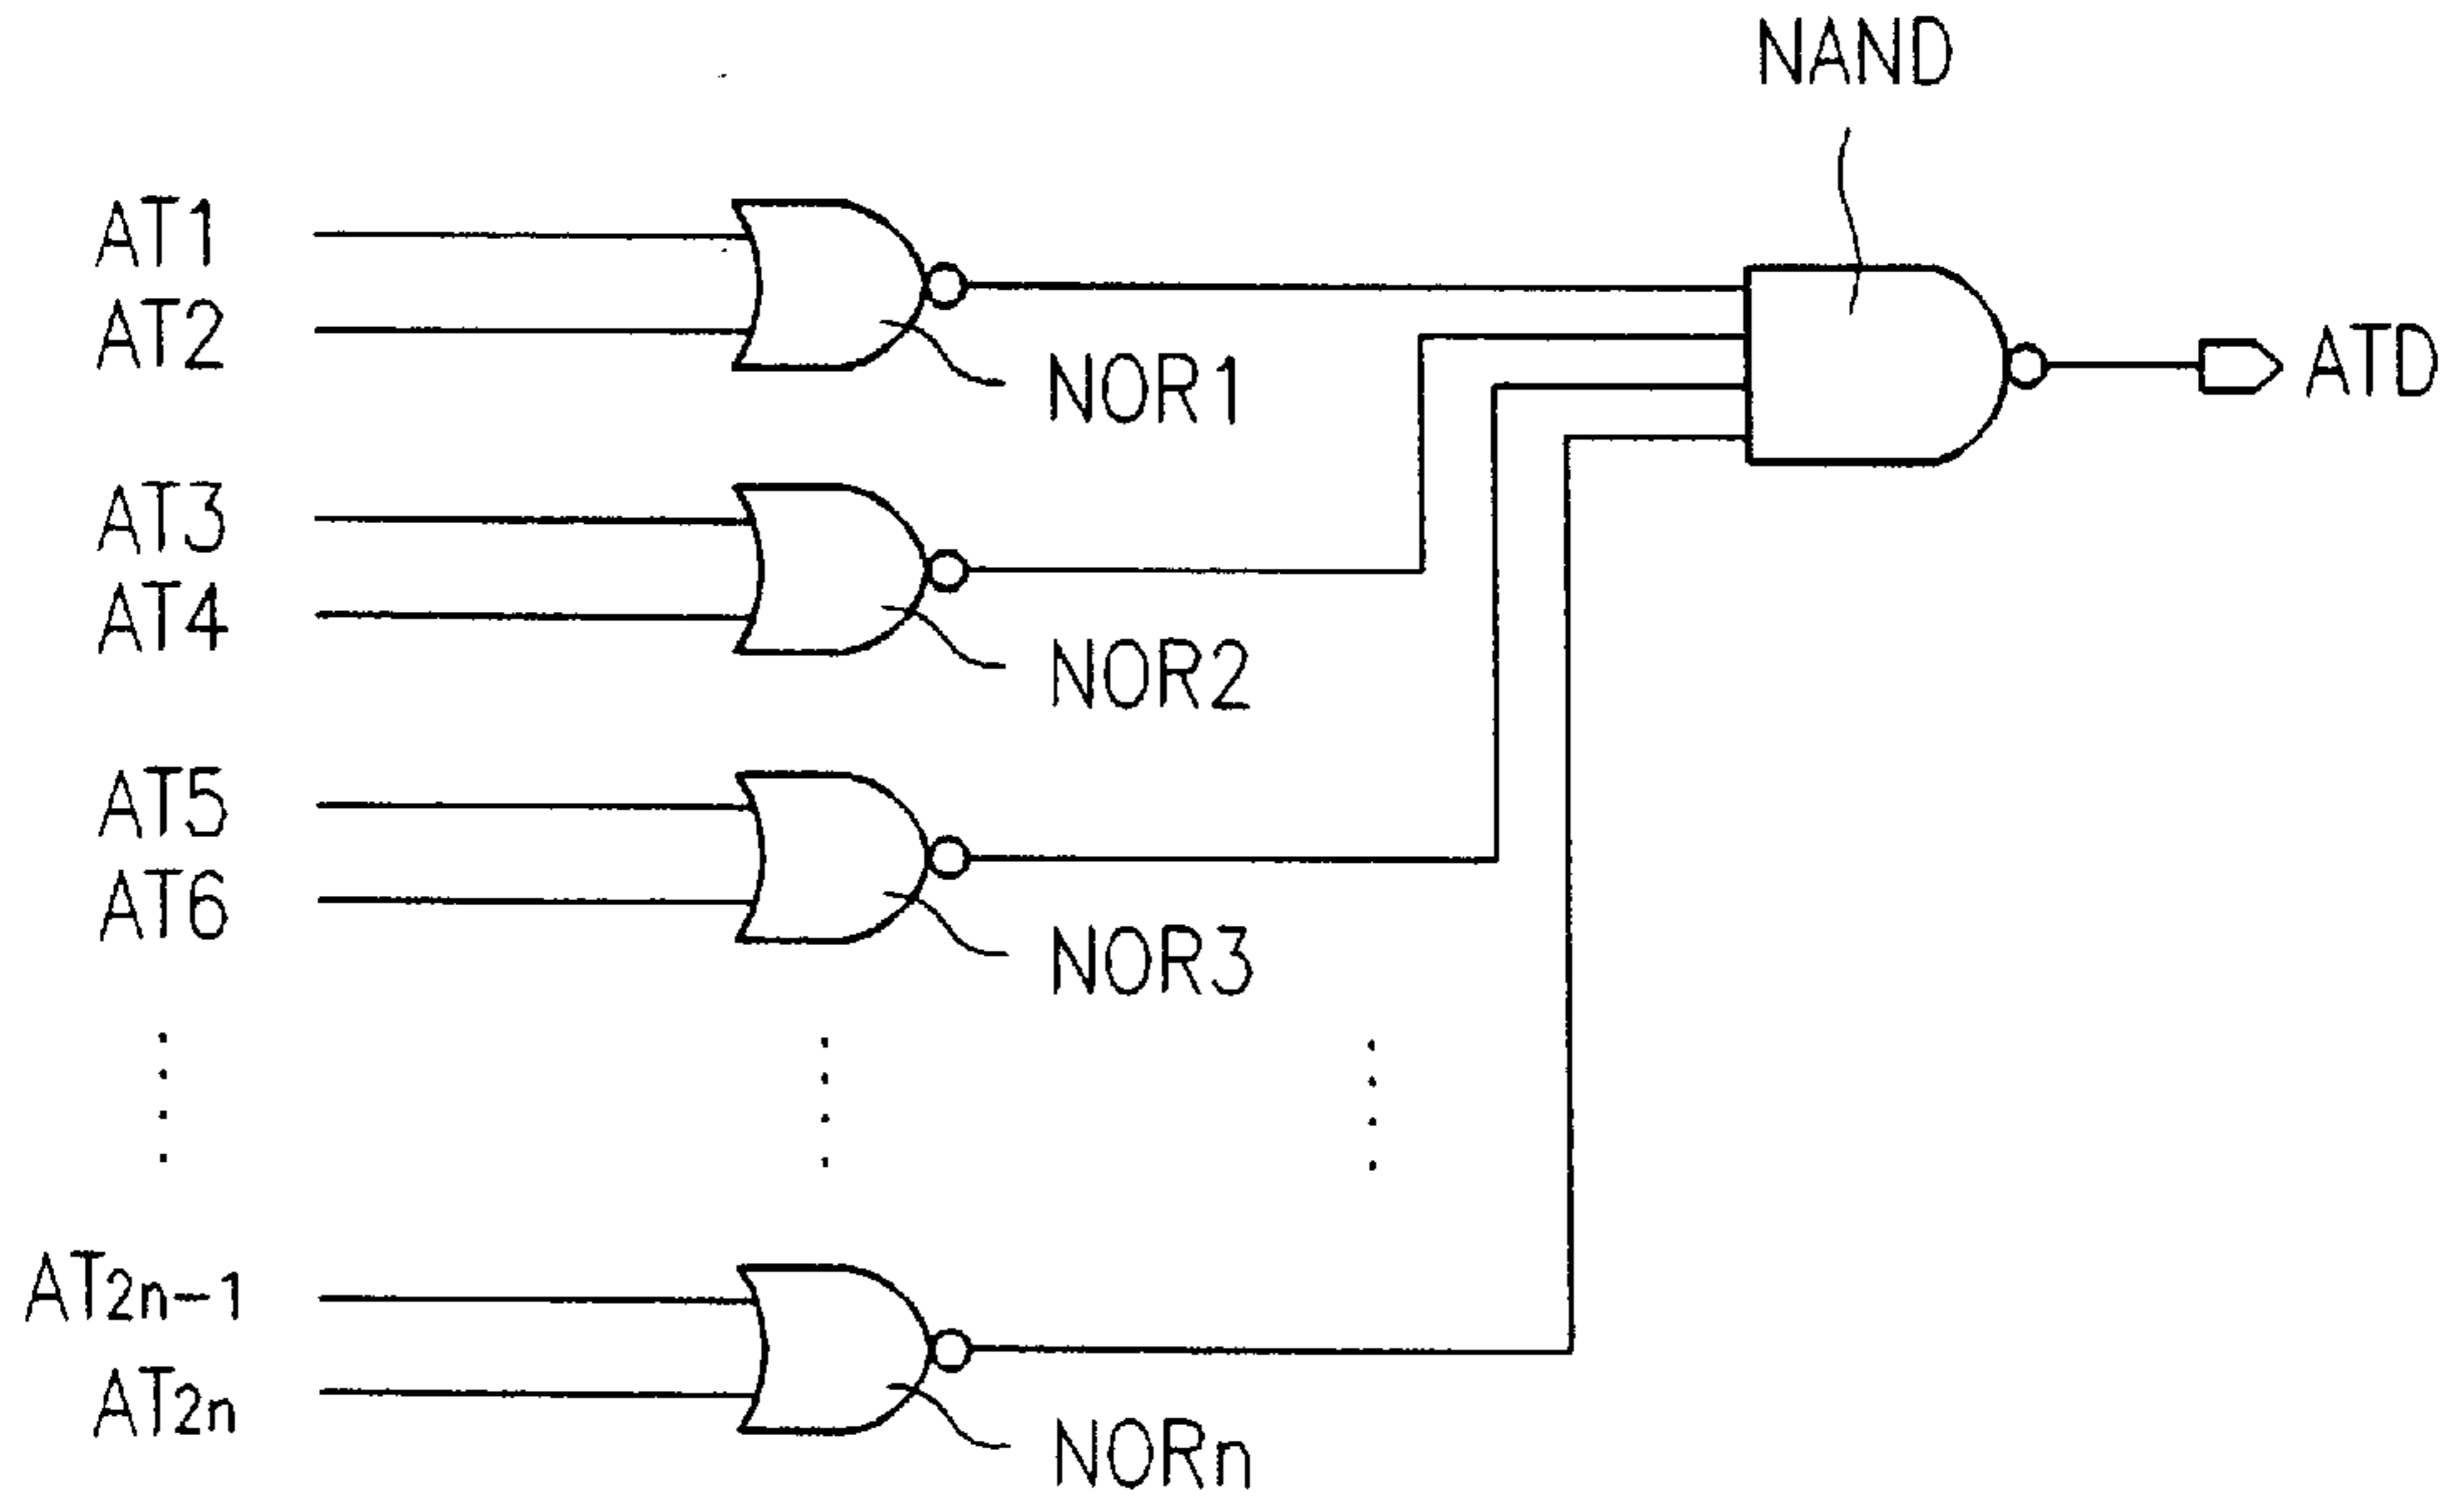 NAND
AT1
AT2
NOR1
ATD
AT3
AT4
NOR2
AT5
AT6
NOR3
AT2n-1
AT2n
NORn